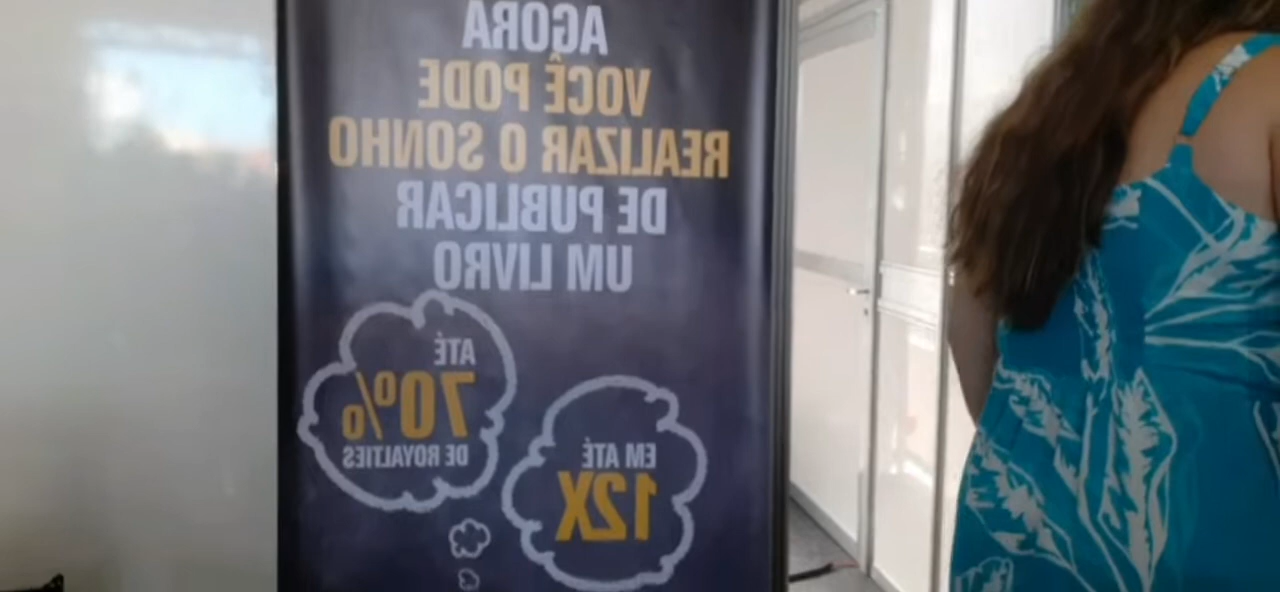 AGORA
VOCÊ PODE
REALIZAR O SONHO
DE PUBLICAR
UM LIVRO
ATÉ
70%
DE ROYALTIES
EM ATÉ
12X